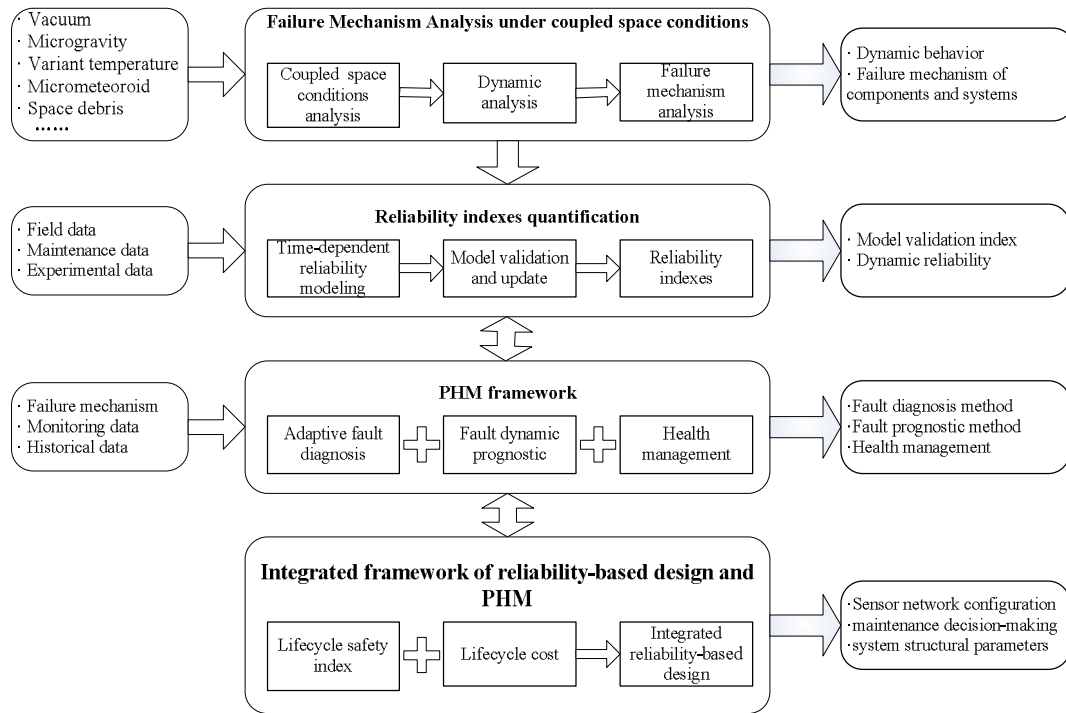 · Vacuum
· Microgravity
· Variant temperature
· Micrometeoroid
· Space debris
……
Failure Mechanism Analysis under coupled space conditions
Coupled space
conditions
analysis
Dynamic
analysis
Failure
mechanism
analysis
· Dynamic behavior
· Failure mechanism of
components and systems
· Field data
· Maintenance data
· Experimental data
Reliability indexes quantification
Time-dependent
reliability
modeling
Model validation
and update
Reliability
indexes
· Model validation index
· Dynamic reliability
· Failure mechanism
· Monitoring data
· Historical data
PHM framework
Adaptive fault
diagnosis
Fault dynamic
prognostic
Health
management
·Fault diagnosis method
·Fault prognostic method
·Health management
Integrated framework of reliability-based design and
PHM
Lifecycle safety
index
Lifecycle cost
Integrated
reliability-based
design
·Sensor network configuration
·maintenance decision-making
·system structural parameters